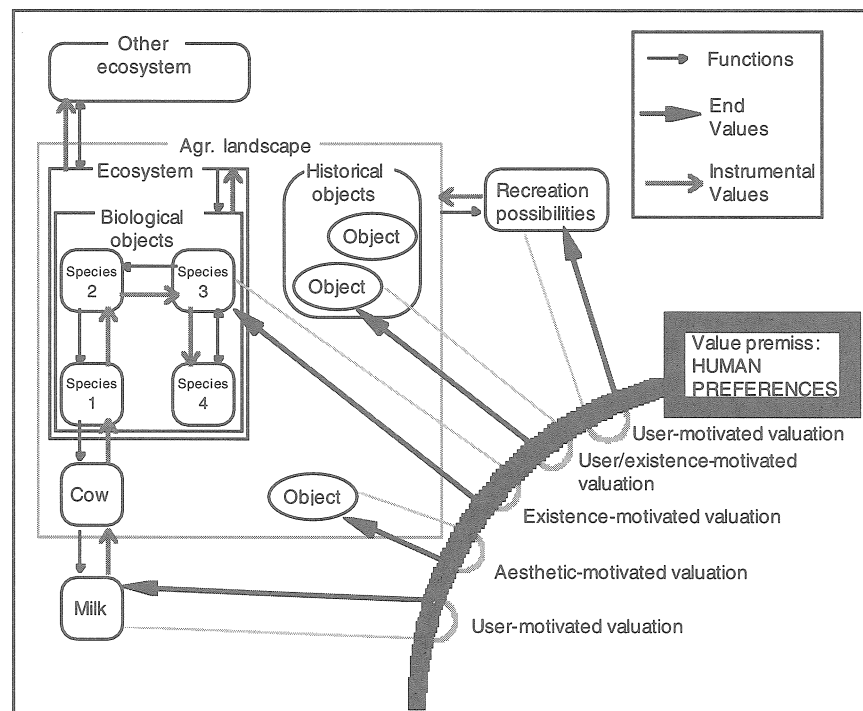 Other
ecosystem
Functions
End
Values
Instrumental
Values
Agr. landscape
Ecosystem
Historical
objects
Recreation
possibilities
Biological
objects
Object
Species
2
Species
3
Object
Value premiss:
HUMAN
PREFERENCES
Species
1
Species
4
User-motivated valuation
User/existence-motivated
valuation
Cow
Object
Existence-motivated valuation
Aesthetic-motivated valuation
Milk
User-motivated valuation